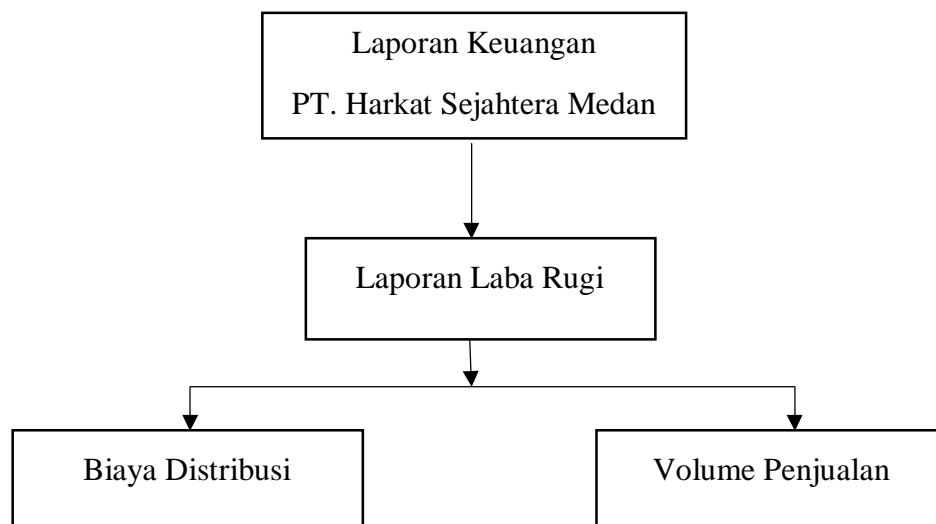 Laporan Keuangan
PT. Harkat Sejahtera Medan
Laporan Laba Rugi
Biaya Distribusi
Volume Penjualan